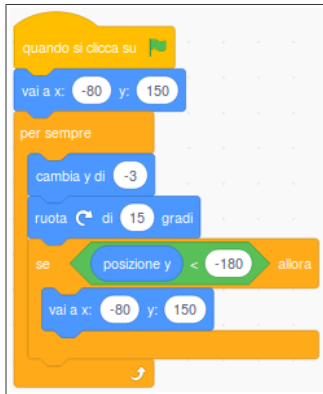 quando si clicca su
vai a x: -80 y: 150
per sempre
cambia y di -3
ruota di 15 gradi
se posizione y < -180 allora
vai a x: -80 y: 150